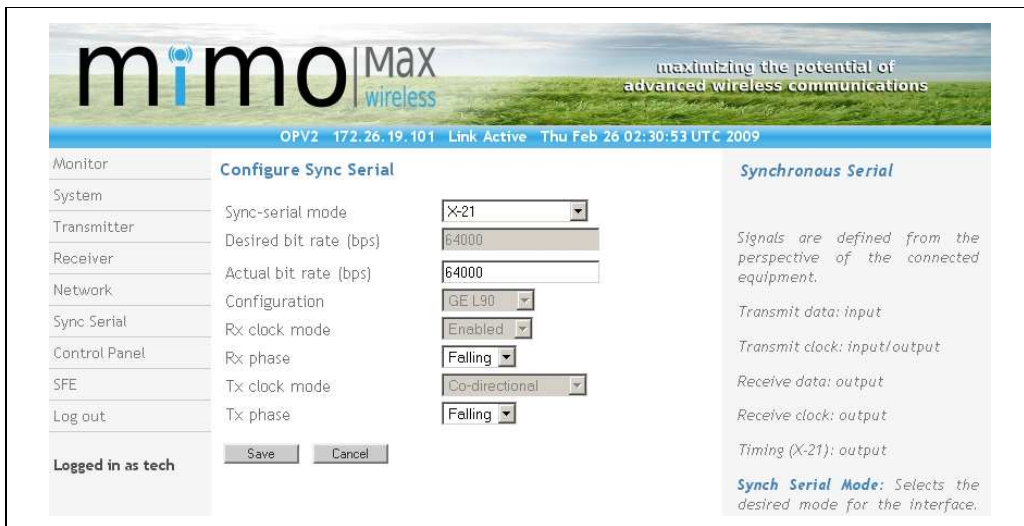 mimo Max
wireless
maximizing the potential of
advanced wireless communications
OPV2 172.26.19.101 Link Active Thu Feb 26 02:30:53 UTC 2009
Monitor
System
Transmitter
Receiver
Network
Sync Serial
Control Panel
SFE
Log out
Logged in as tech
Configure Sync Serial
Sync-serial mode X-21
Desired bit rate (bps) 64000
Actual bit rate (bps) 64000
Configuration GE L90
Rx clock mode Enabled
Rx phase Falling
Tx clock mode Co-directional
Tx phase Falling
Save Cancel
Synchronous Serial
Signals are defined from the
perspective of the connected
equipment.
Transmit data: input
Transmit clock: input/output
Receive data: output
Receive clock: output
Timing (X-21): output
Synch Serial Mode: Selects the
desired mode for the interface.